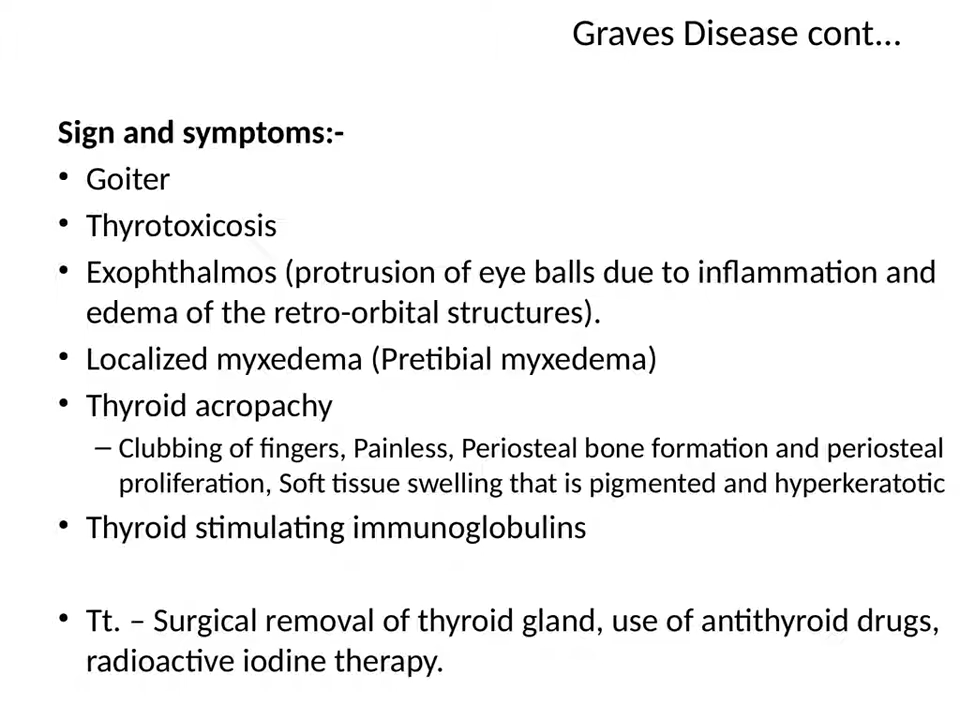 Graves Disease cont...
Sign and symptoms:-
• Goiter
• Thyrotoxicosis
• Exophthalmos (protrusion of eye balls due to inflammation and
edema of the retro-orbital structures).
• Localized myxedema (Pretibial myxedema)
• Thyroid acropachy
– Clubbing of fingers, Painless, Periosteal bone formation and periosteal
proliferation, Soft tissue swelling that is pigmented and hyperkeratotic
• Thyroid stimulating immunoglobulins
• Tt. – Surgical removal of thyroid gland, use of antithyroid drugs,
radioactive iodine therapy.